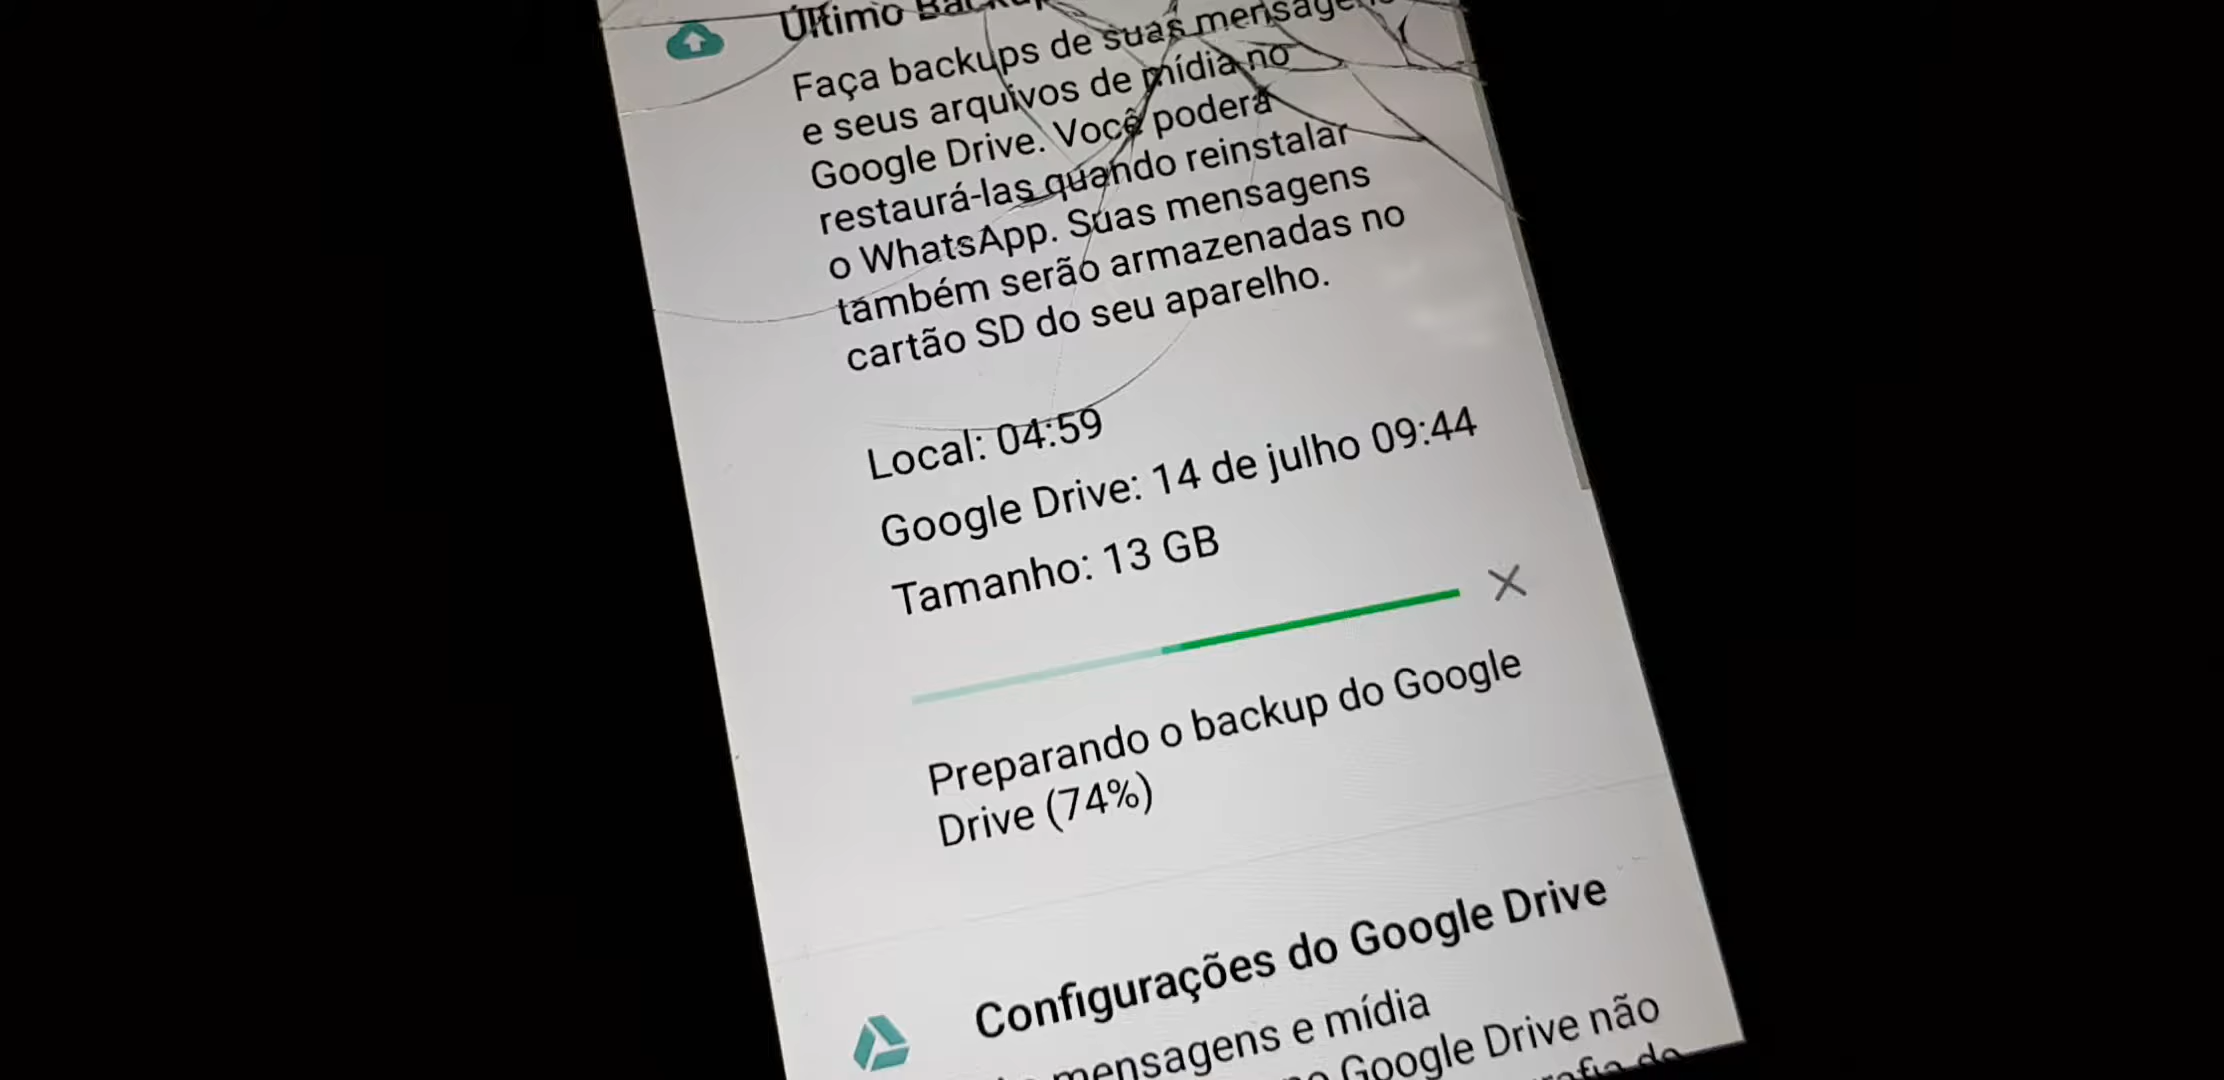 Último Backup
Faça backups de suas mensagens
e seus arquivos de mídia no
Google Drive. Você poderá
restaurá-las quando reinstalar
o WhatsApp. Suas mensagens
também serão armazenadas no
cartão SD do seu aparelho.
Local: 04:59
Google Drive: 14 de julho 09:44
Tamanho: 13 GB
Preparando o backup do Google
Drive (74%)
Configurações do Google Drive
mensagens e mídia
Google Drive não